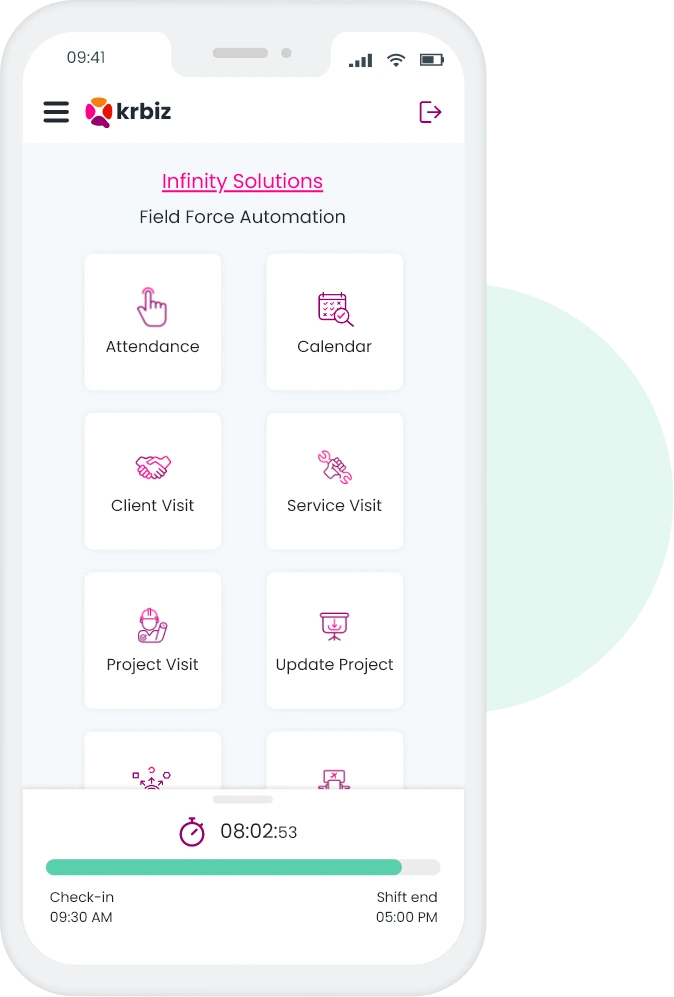 09:41
krbiz
Infinity Solutions
Field Force Automation
Attendance
Calendar
Client Visit
Service Visit
Project Visit
Update Project
08:02:53
Check-in
Shift end
09:30 AM
05:00 PM